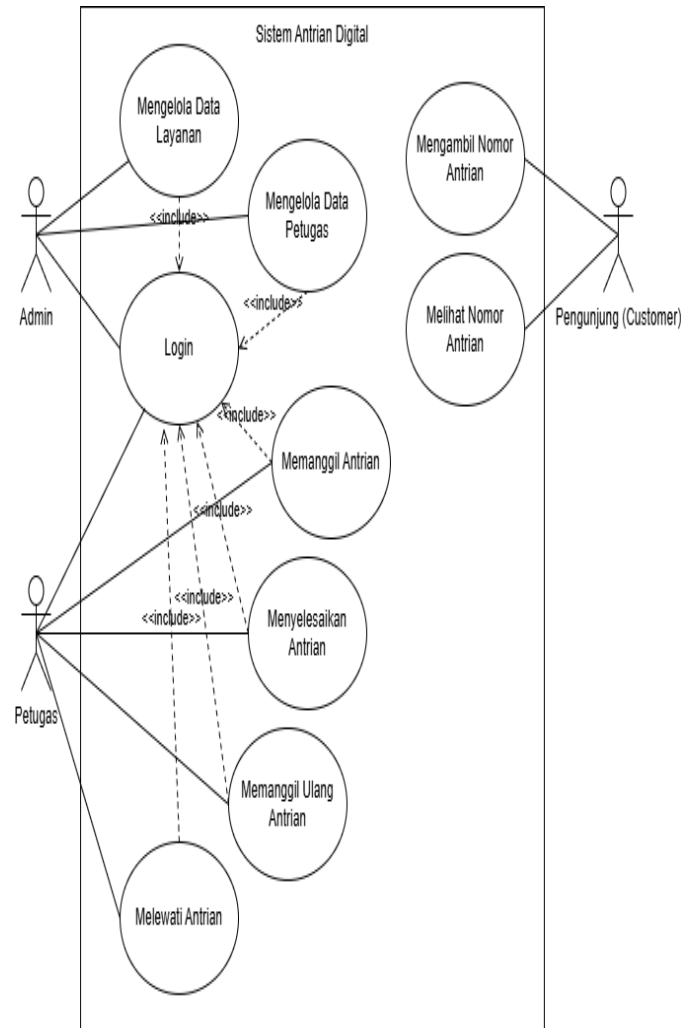 Sistem Antrian Digital
Mengelola Data
Layanan
Mengambil Nomor
Antrian
<<include>>
Mengelola Data
Petugas
Admin
<<include>>
Login
Melihat Nomor
Antrian
Pengunjung (Customer)
<<include>>
Memanggil Antrian
<<include>>
<<include>>
<<include>>
Menyelesaikan
Antrian
Petugas
Memanggil Ulang
Antrian
Melewati Antrian